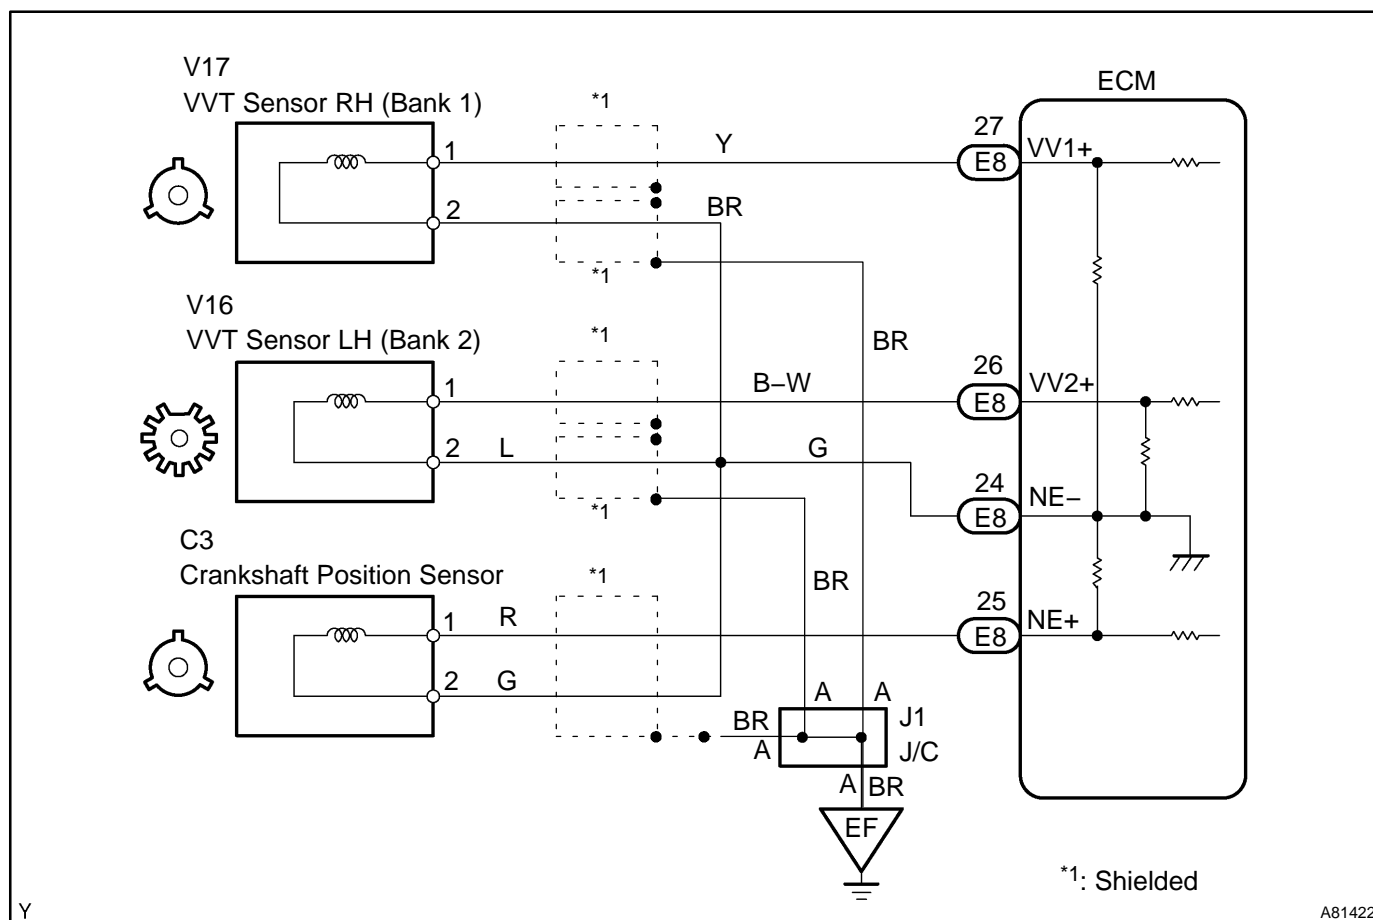 V17
VVT Sensor RH (Bank 1)
*1
ECM
1
Y
27
E8
VV1+
2
BR
*1
V16
VVT Sensor LH (Bank 2)
*1
BR
1
B–W
26
E8
VV2+
2
L
G
24
E8
NE–
*1
C3
Crankshaft Position Sensor
*1
BR
1
R
25
E8
NE+
2
G
A
A
J1
BR
A
J/C
A
BR
EF
*1: Shielded
Y
A81422